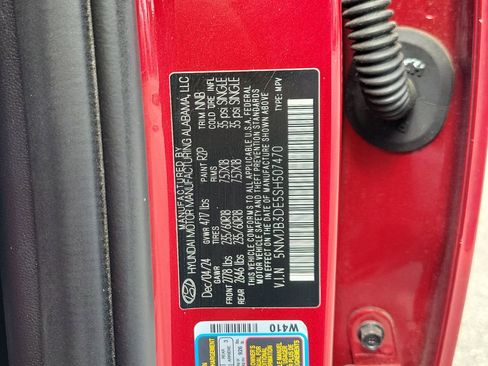 MANUFACTURED BY
HYUNDAI MOTOR MANUFACTURING ALABAMA, LLC
Dec/04/24 PAINT R2P TRIM NNB
GVWR 4717 lbs COLD TIRE INFL
GAWR
FRONT 2778 lbs 235/60R18 7.5JX18 35 psi SINGLE
REAR 2646 lbs 235/60R18 7.5JX18 35 psi SINGLE
THIS VEHICLE CONFORMS TO ALL APPLICABLE U.S.A. FEDERAL
MOTOR VEHICLE SAFETY, BUMPER, AND THEFT PREVENTION STANDARDS
IN EFFECT ON THE DATE OF MANUFACTURE SHOWN ABOVE.
V.I.N 5NMJB3DE5SH507470 TYPE: MPV
W410